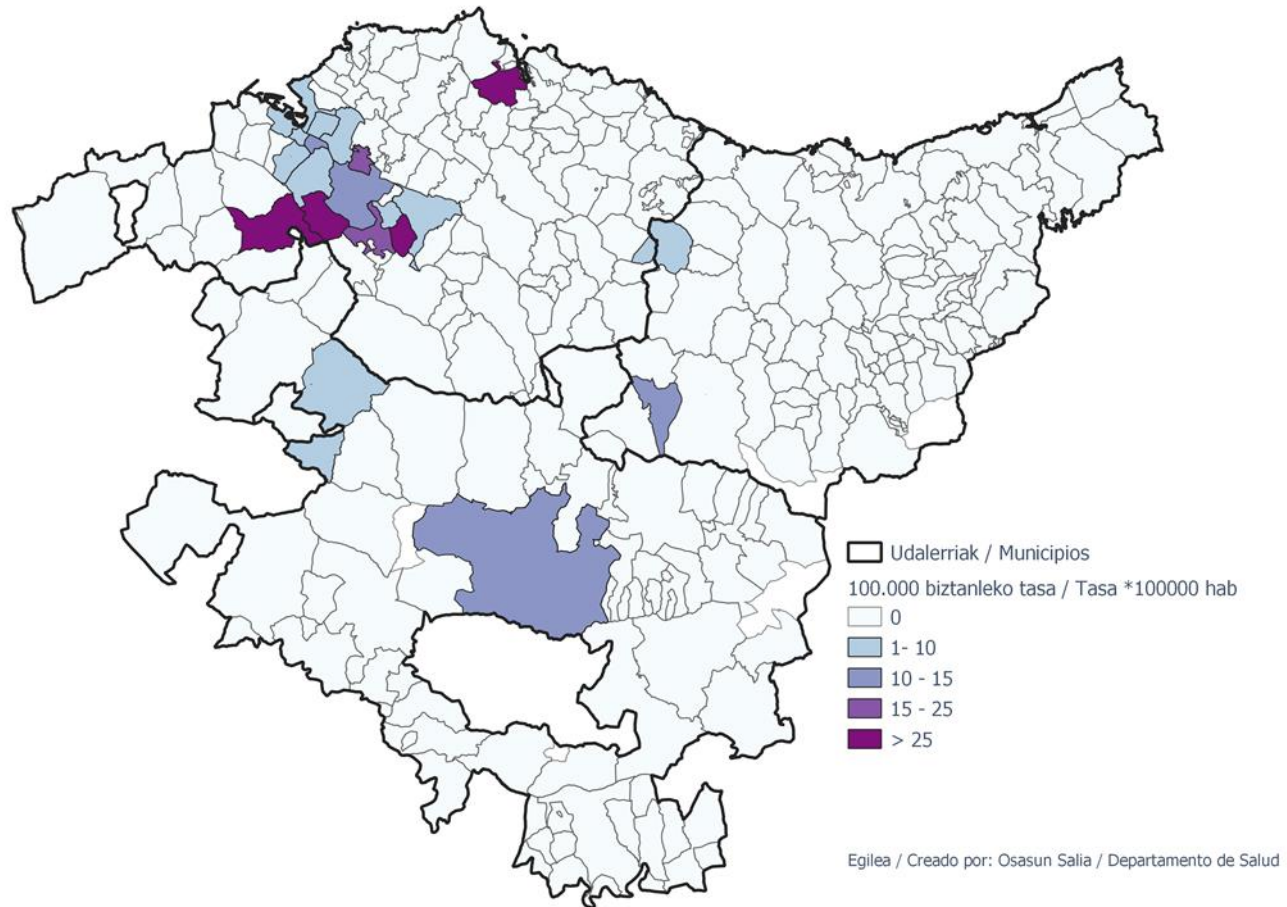 Udalerriak / Municipios
100.000 biztanleko tasa / Tasa *100000 hab
0
1- 10
10 - 15
15 - 25
> 25
Egilea / Creado por: Osasun Salia / Departamento de Salud